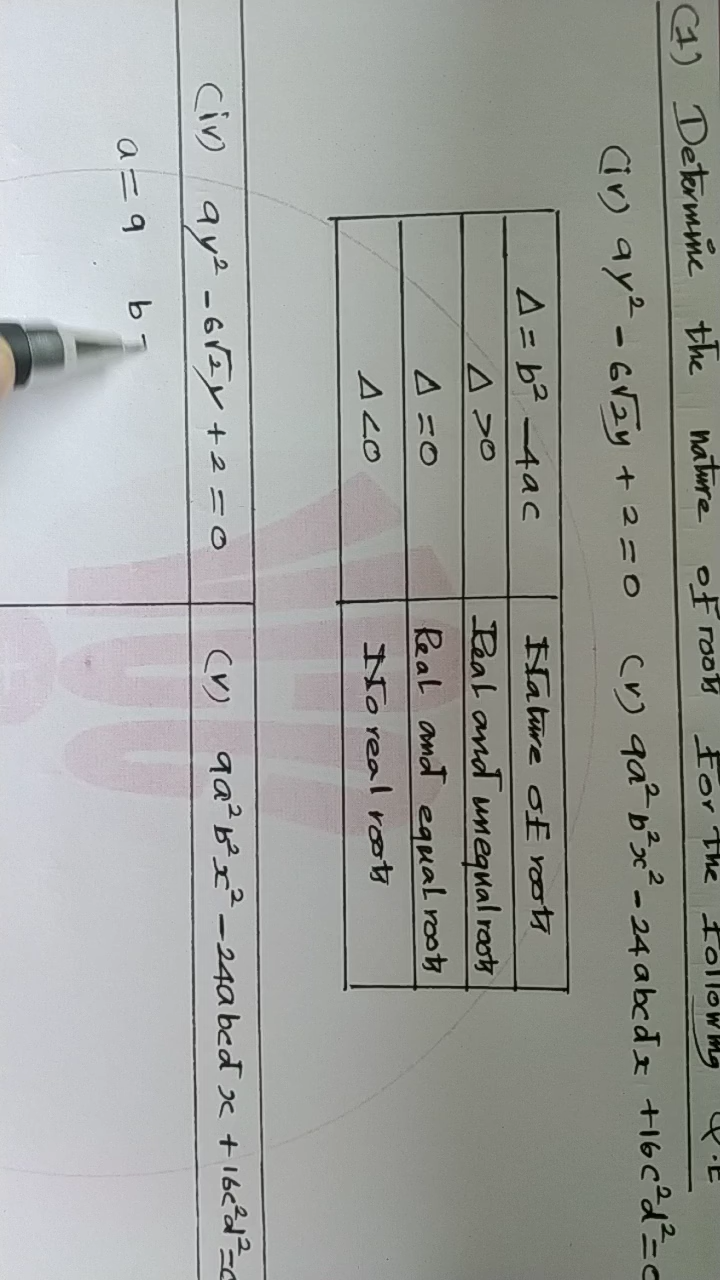 (1) Determine the nature of roots for the following Q.E
(iv) 9y² - 6√2y + 2 = 0 (v) 9a²b²x² - 24abcdx + 16c²d² = 0
Δ = b² - 4ac Nature of roots
Δ > 0 Real and unequal roots
Δ = 0 Real and equal roots
Δ < 0 No real roots
(iv) 9y² - 6√2y + 2 = 0 (v) 9a²b²x² - 24abcdx + 16c²d² = 0
a = 9 b -